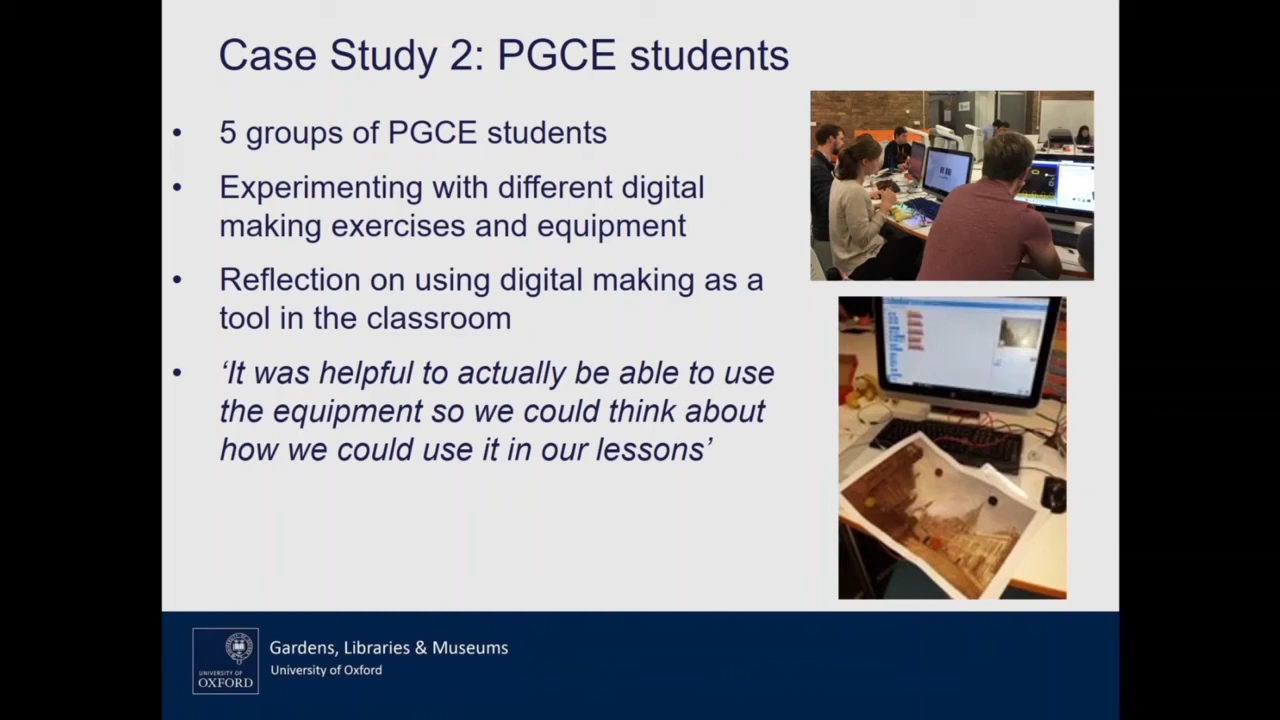 Case Study 2: PGCE students
• 5 groups of PGCE students
• Experimenting with different digital
making exercises and equipment
• Reflection on using digital making as a
tool in the classroom
• ‘It was helpful to actually be able to use
the equipment so we could think about
how we could use it in our lessons’
UNIVERSITY OF
OXFORD
Gardens, Libraries & Museums
University of Oxford